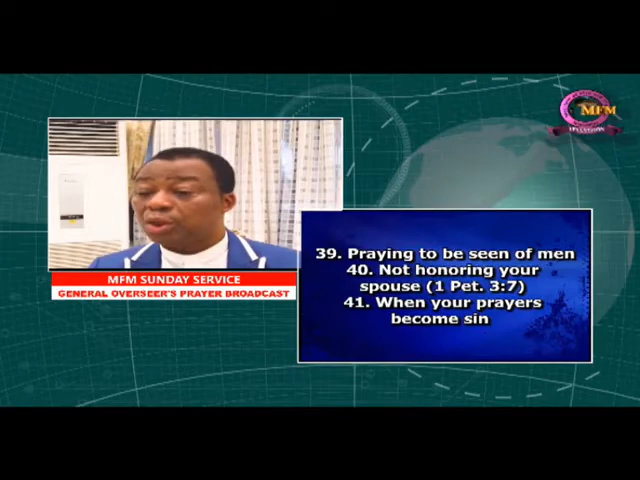 MFM
MFM SUNDAY SERVICE
GENERAL OVERSEER'S PRAYER BROADCAST
39. Praying to be seen of men
40. Not honoring your
spouse (1 Pet. 3:7)
41. When your prayers
become sin